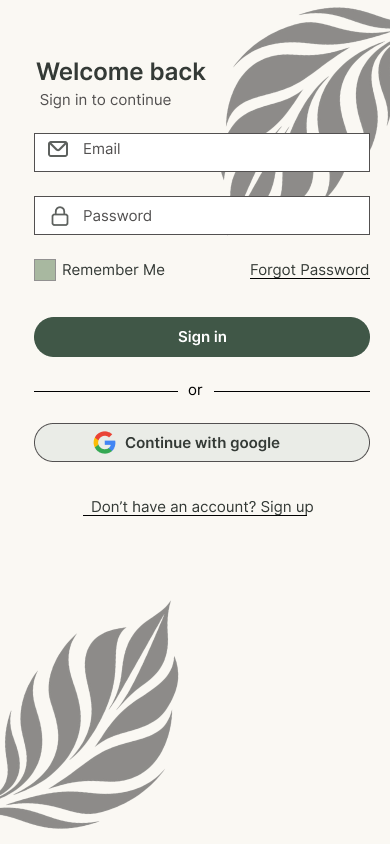 Welcome back
Sign in to continue
Email
Password
Remember Me
Forgot Password
Sign in
or
Continue with google
Don’t have an account? Sign up